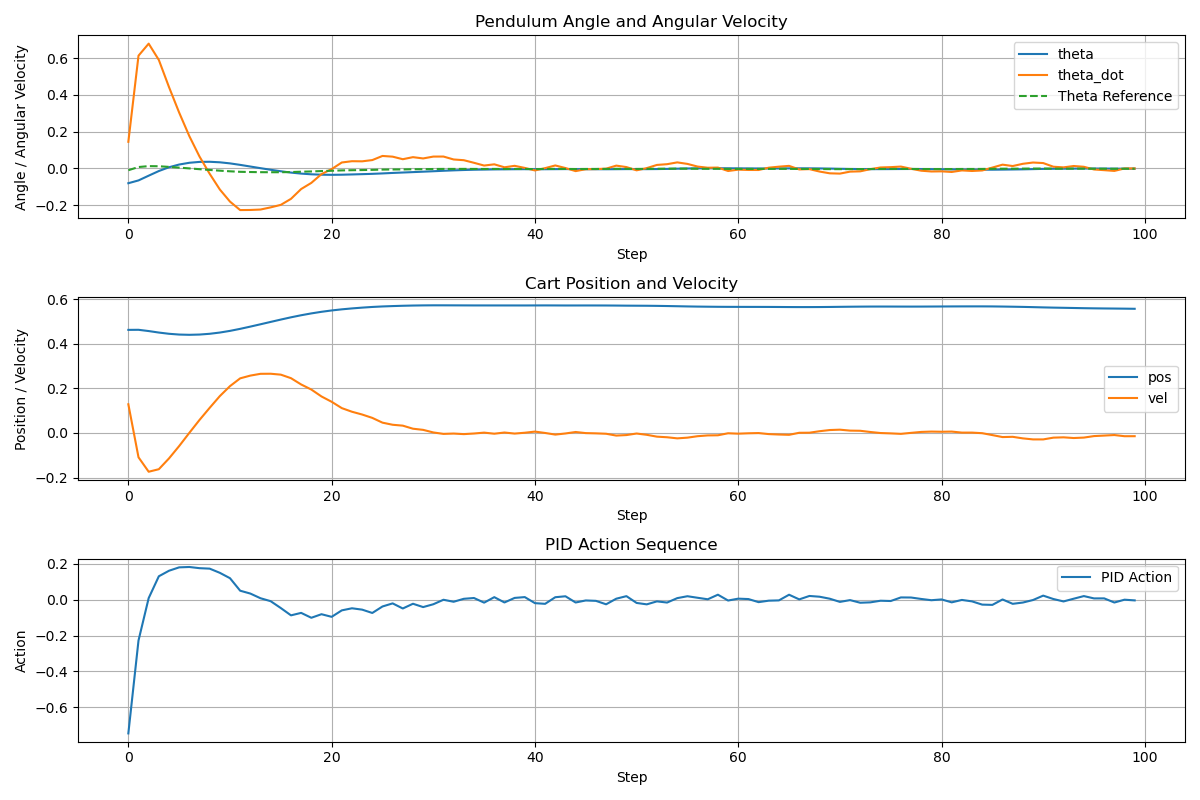 Pendulum Angle and Angular Velocity
Angle / Angular Velocity
0.6
0.4
0.2
0.0
−0.2
theta
theta_dot
Theta Reference
0 20 40 60 80 100
Step
Cart Position and Velocity
Position / Velocity
0.6
0.4
0.2
0.0
−0.2
pos
vel
0 20 40 60 80 100
Step
PID Action Sequence
Action
0.2
0.0
−0.2
−0.4
−0.6
PID Action
0 20 40 60 80 100
Step